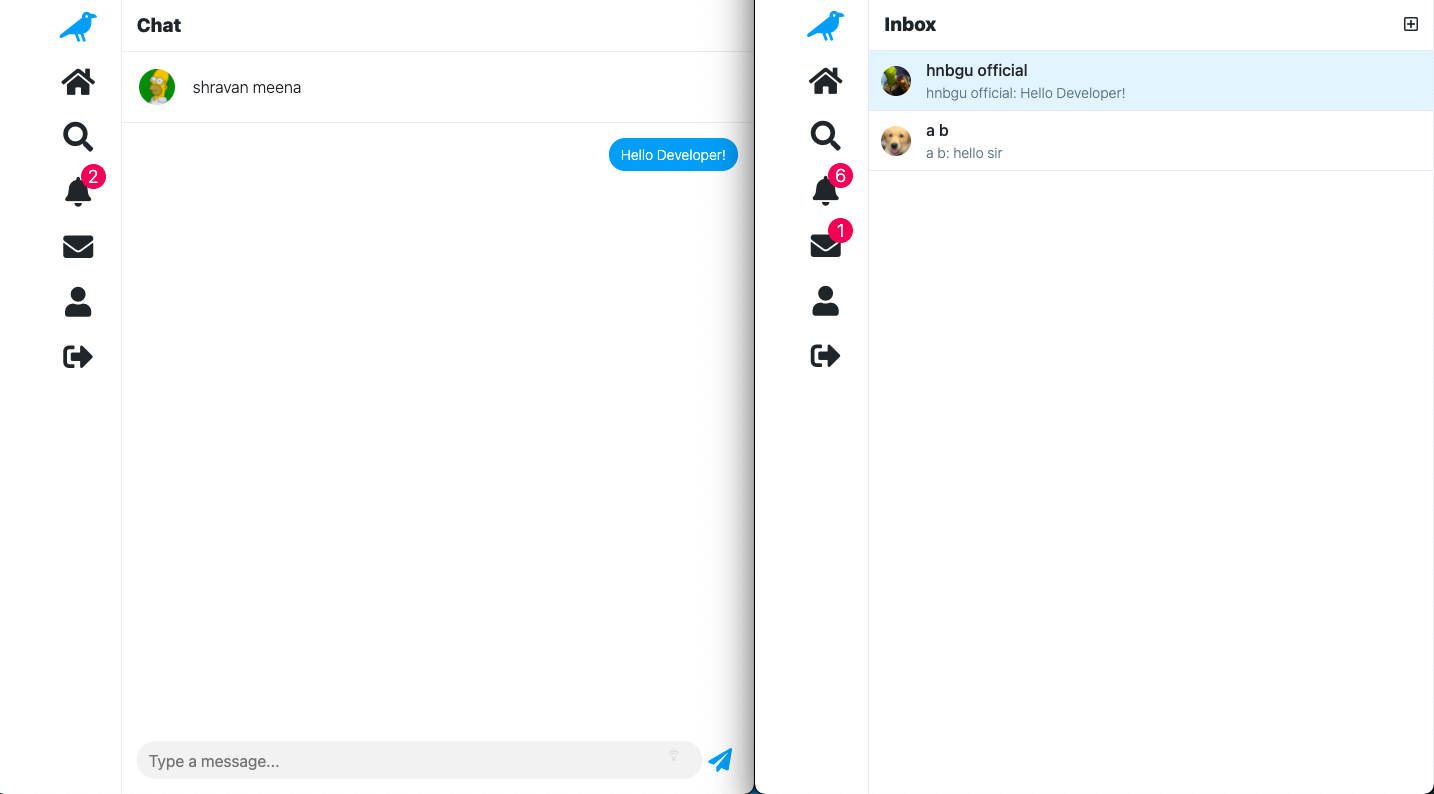 Chat
shravan meena
Hello Developer!
2
Type a message...
Inbox
hnbgu official
hnbgu official: Hello Developer!
a b
a b: hello sir
6
1